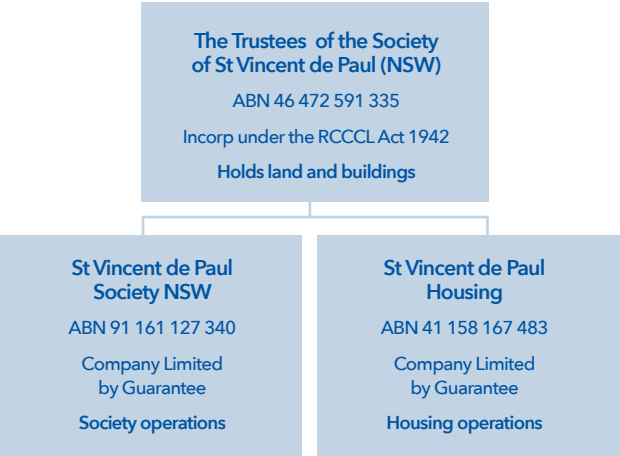 The Trustees of the Society
of St Vincent de Paul (NSW)
ABN 46 472 591 335
Incorp under the RCCCL Act 1942
Holds land and buildings
St Vincent de Paul
Society NSW
ABN 91 161 127 340
Company Limited
by Guarantee
Society operations
St Vincent de Paul
Housing
ABN 41 158 167 483
Company Limited
by Guarantee
Housing operations